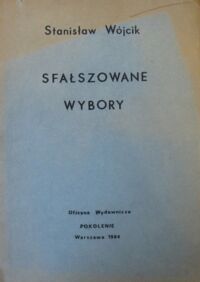 Stanisław Wójcik
SFAŁSZOWANE
WYBORY
Oficyna Wydawnicza
POKOLENIE
Warszawa 1984